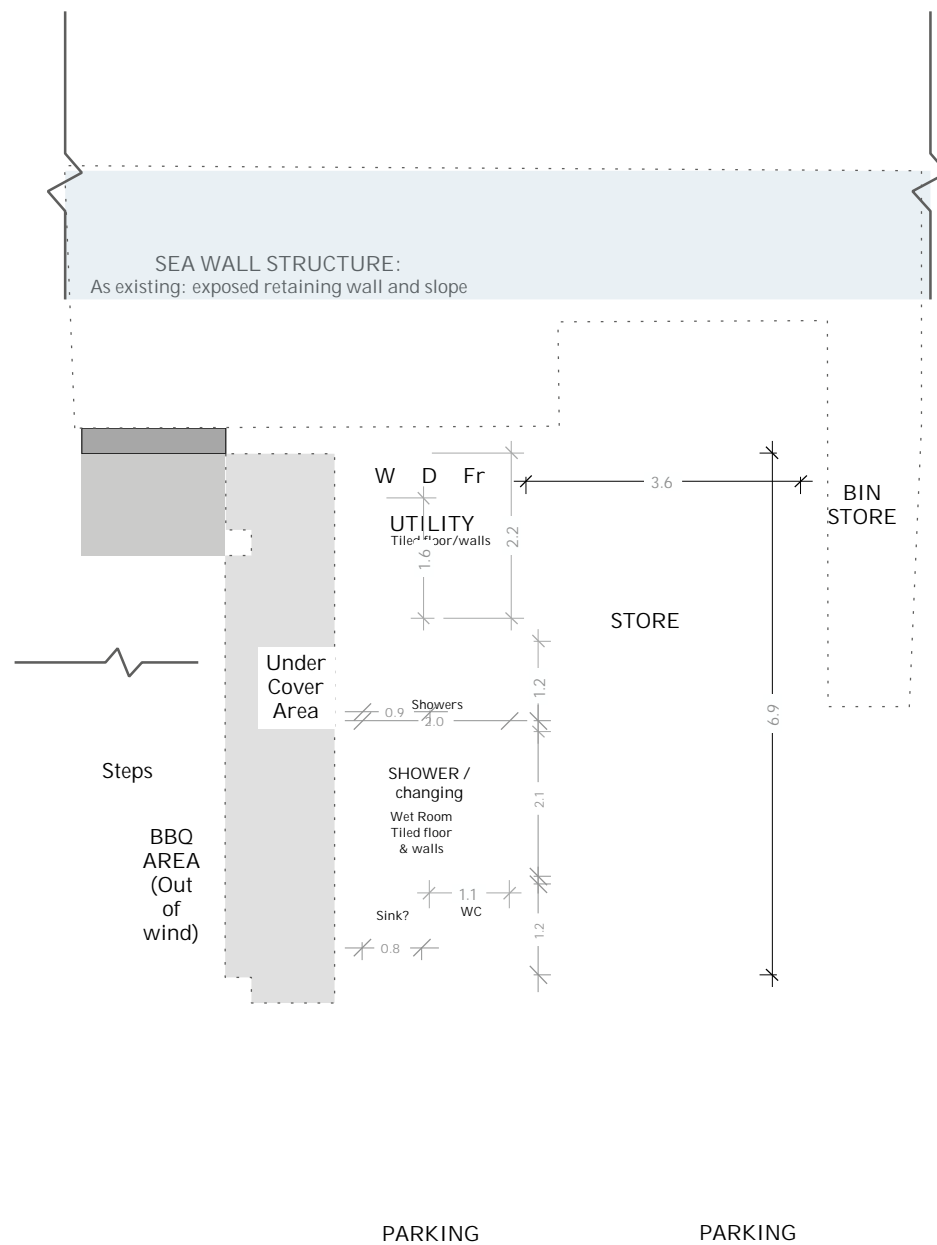 SEA WALL STRUCTURE:
As existing: exposed retaining wall and slope
W D Fr
3.6
BIN
STORE
UTILITY
Tiled floor/walls
2.2
1.6
STORE
Under
Cover
Area
1.2
Showers
0.9
2.0
6.9
Steps
SHOWER /
changing
2.1
Wet Room
Tiled floor
& walls
BBQ
AREA
(Out
of
wind)
1.1
Sink?
WC
1.2
0.8
PARKING
PARKING